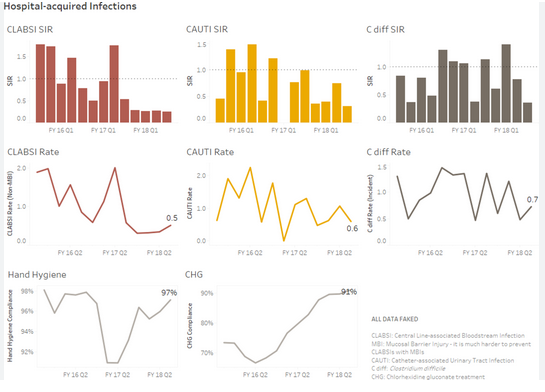 Hospital-acquired Infections
CLABSI SIR
CAUTI SIR
C diff SIR
SIR
1.5
1.0
0.5
0.0
FY 16 Q1
FY 17 Q1
FY 18 Q1
SIR
1.5
1.0
0.5
0.0
FY 16 Q1
FY 17 Q1
FY 18 Q1
SIR
1.5
1.0
0.5
0.0
FY 16 Q1
FY 17 Q1
FY 18 Q1
CLABSI Rate
CAUTI Rate
C diff Rate
CLABSI Rate (Non-MBI)
2.0
1.0
0.0
0.5
FY 16 Q2
FY 17 Q2
FY 18 Q2
CAUTI Rate
2.0
1.0
0.0
0.6
FY 16 Q2
FY 17 Q2
FY 18 Q2
C diff Rate (Incident)
1.5
1.0
0.5
0.0
0.7
FY 16 Q2
FY 17 Q2
FY 18 Q2
Hand Hygiene
CHG
Hand Hygiene Compliance
98%
96%
94%
92%
97%
FY 16 Q2
FY 17 Q2
FY 18 Q2
CHG Compliance
90%
80%
70%
91%
FY 16 Q2
FY 17 Q2
FY 18 Q2
ALL DATA FAKED
CLABSI: Central Line-associated Bloodstream Infection
MBI: Mucosal Barrier Injury - it is much harder to prevent
CLABSIs with MBIs
CAUTI: Catheter-associated Urinary Tract Infection
C diff: Clostridium difficile
CHG: Chlorhexidine gluconate treatment